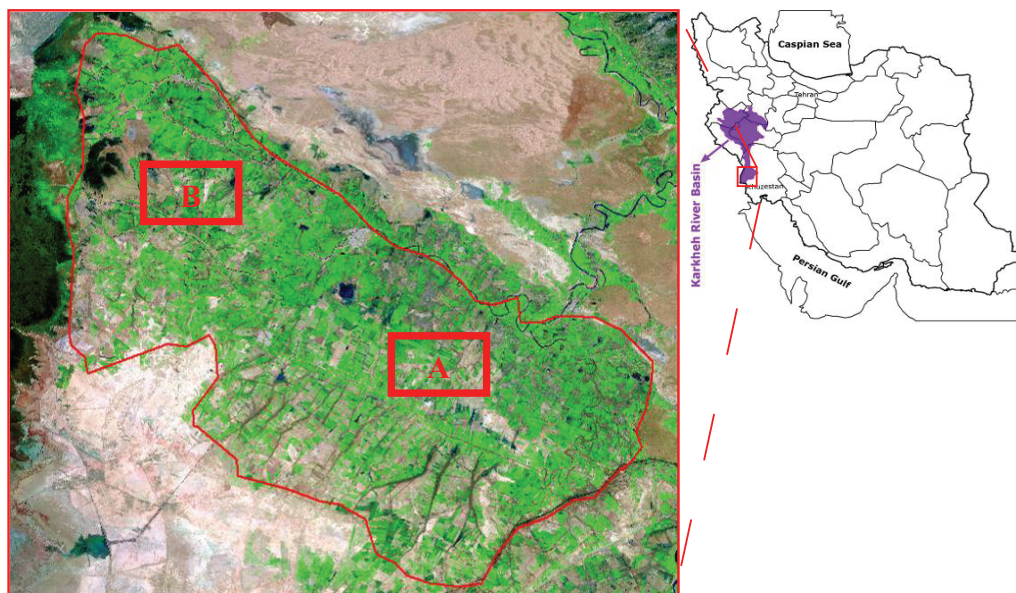 B
A
Caspian Sea
Tehran
Karkheh River Basin
Khuzestan
Persian Gulf